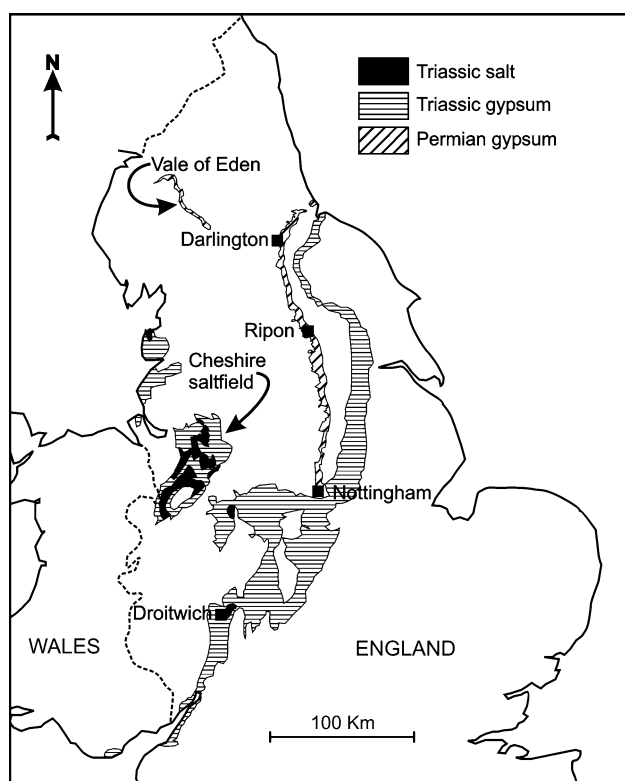 N
Triassic salt
Triassic gypsum
Permian gypsum
Vale of Eden
Darlington
Ripon
Cheshire
saltfield
Nottingham
Droitwich
WALES
ENGLAND
100 Km